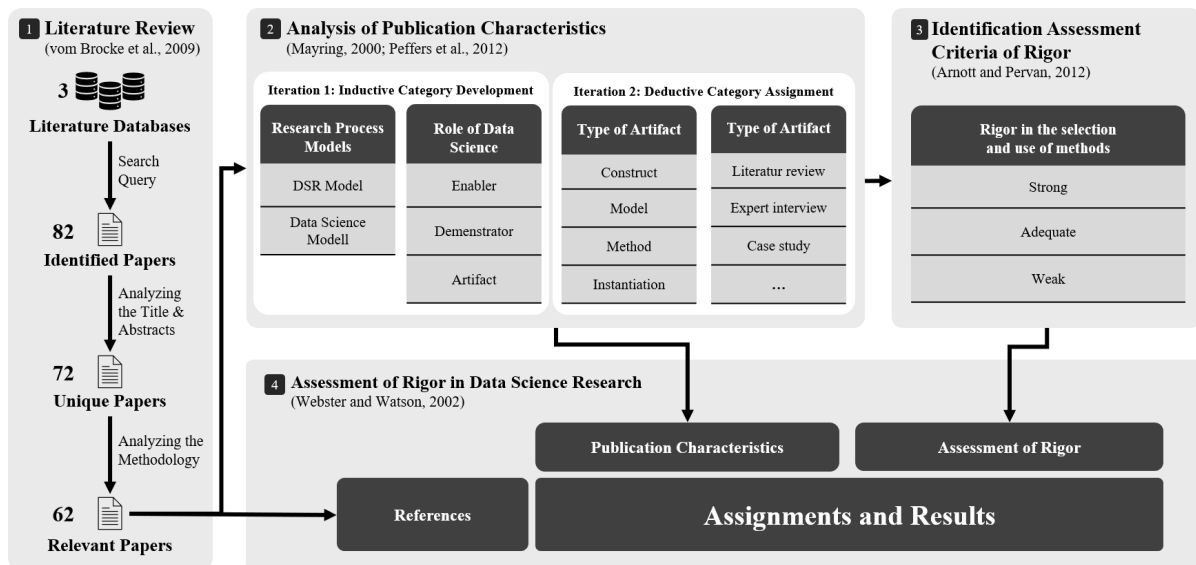 1 Literature Review
(vom Brocke et al., 2009)
3
Literature Databases
Search
Query
82
Identified Papers
Analyzing
the Title &
Abstracts
72
Unique Papers
Analyzing the
Methodology
62
Relevant Papers
2 Analysis of Publication Characteristics
(Mayring, 2000; Peffers et al., 2012)
Iteration 1: Inductive Category Development
Research Process
Models
DSR Model
Data Science
Modell
Role of Data
Science
Enabler
Demenstrator
Artifact
Iteration 2: Deductive Category Assignment
Type of Artifact
Construct
Model
Method
Instantiation
Type of Artifact
Literatur review
Expert interview
Case study
...
3 Identification Assessment
Criteria of Rigor
(Arnott and Pervan, 2012)
Rigor in the selection
and use of methods
Strong
Adequate
Weak
4 Assessment of Rigor in Data Science Research
(Webster and Watson, 2002)
Publication Characteristics
Assessment of Rigor
References
Assignments and Results